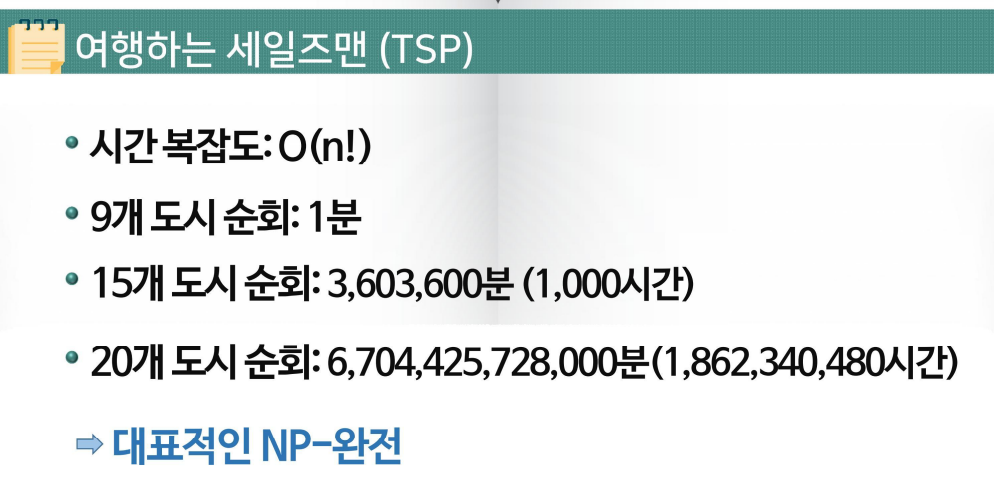 여행하는 세일즈맨 (TSP)
시간 복잡도: O(n!)
9개 도시 순회: 1분
15개 도시 순회: 3,603,600분 (1,000시간)
20개 도시 순회: 6,704,425,728,000분(1,862,340,480시간)
⇨ 대표적인 NP-완전